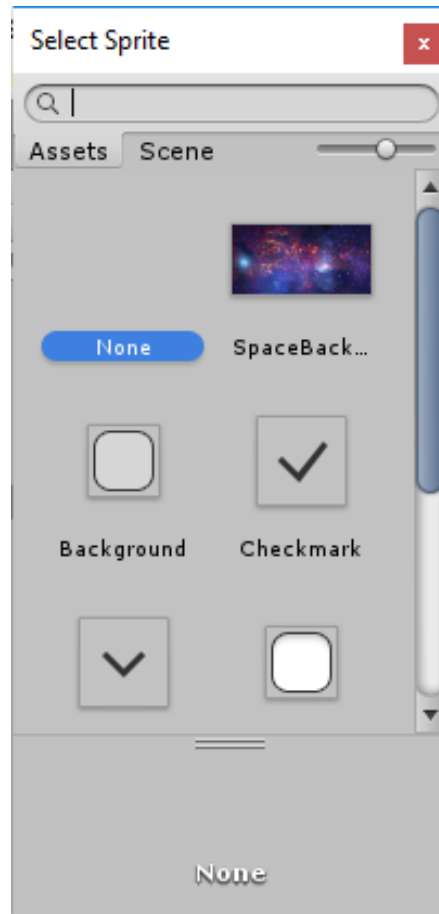 Select Sprite
x
Assets Scene
None SpaceBack...
Background Checkmark
None